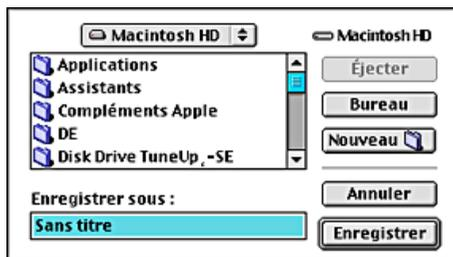 Macintosh HD
Macintosh HD
Applications
Assistants
Compléments Apple
DE
Disk Drive TuneUp¸-SE
Éjecter
Bureau
Nouveau
Enregistrer sous :
Sans titre
Annuler
Enregistrer